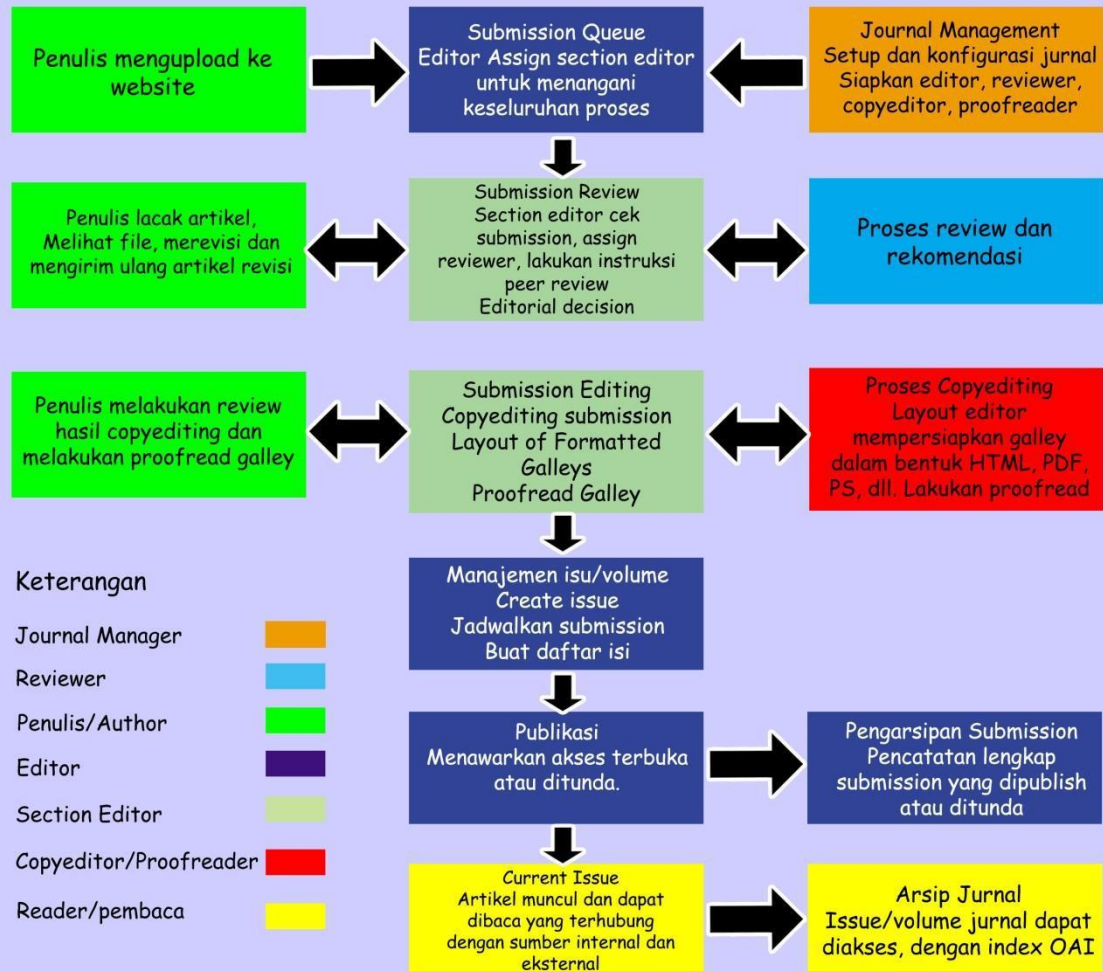 Penulis mengupload ke
website
Submission Queue
Editor Assign section editor
untuk menangani
keseluruhan proses
Journal Management
Setup dan konfigurasi jurnal
Siapkan editor, reviewer,
copyeditor, proofreader
Penulis lacak artikel,
Melihat file, merevisi dan
mengirim ulang artikel revisi
Submission Review
Section editor cek
submission, assign
reviewer, lakukan instruksi
peer review
Editorial decision
Proses review dan
rekomendasi
Penulis melakukan review
hasil copyediting dan
melakukan proofread galley
Submission Editing
Copyediting submission
Layout of Formatted
Galleys
Proofread Galley
Proses Copyediting
Layout editor
mempersiapkan galley
dalam bentuk HTML, PDF,
PS, dll. Lakukan proofread
Manajemen isu/volume
Create issue
Jadwalkan submission
Buat daftar isi
Publikasi
Menawarkan akses terbuka
atau ditunda.
Pengarsipan Submission
Pencatatan lengkap
submission yang dipublish
atau ditunda
Current Issue
Artikel muncul dan dapat
dibaca yang terhubung
dengan sumber internal dan
eksternal
Arsip Jurnal
Issue/volume jurnal dapat
diakses, dengan index OAI
Keterangan
Journal Manager
Reviewer
Penulis/Author
Editor
Section Editor
Copyeditor/Proofreader
Reader/pembaca